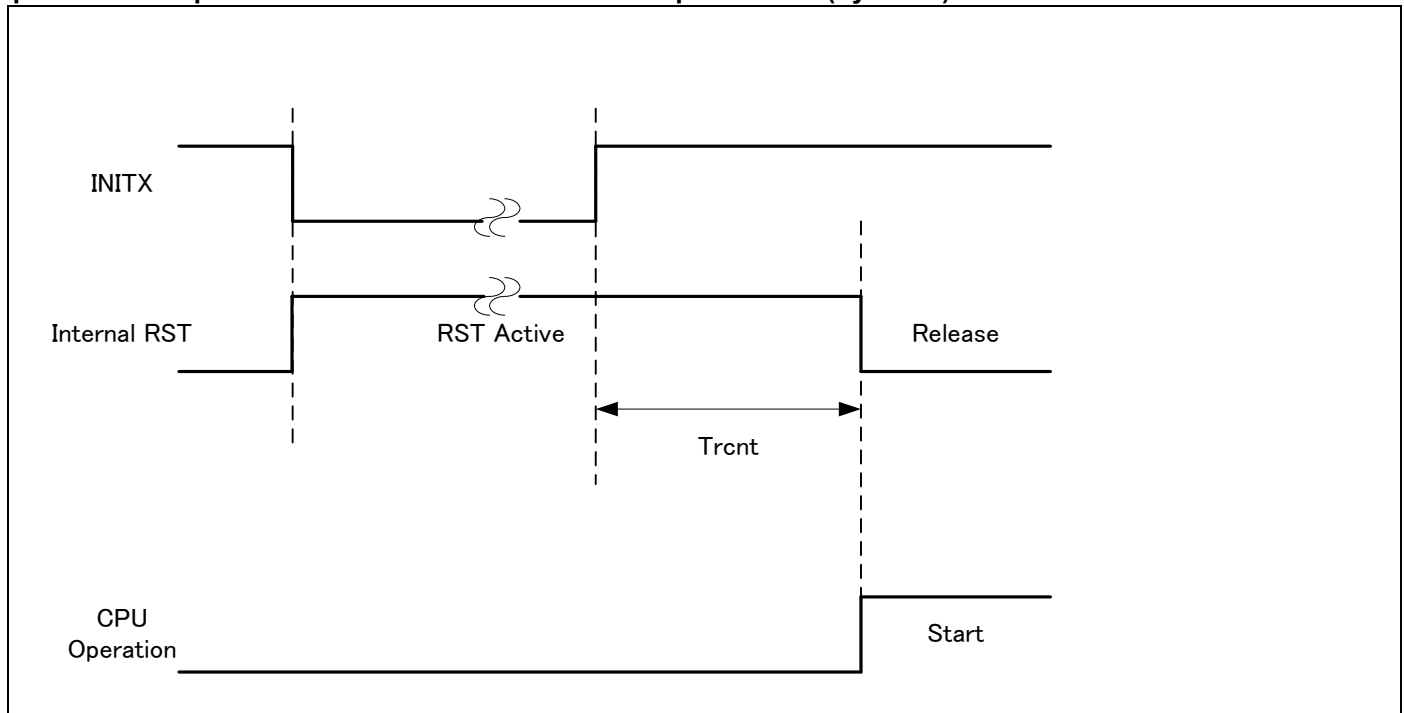 INITX
Internal RST
RST Active
Release
Trcnt
CPU
Operation
Start